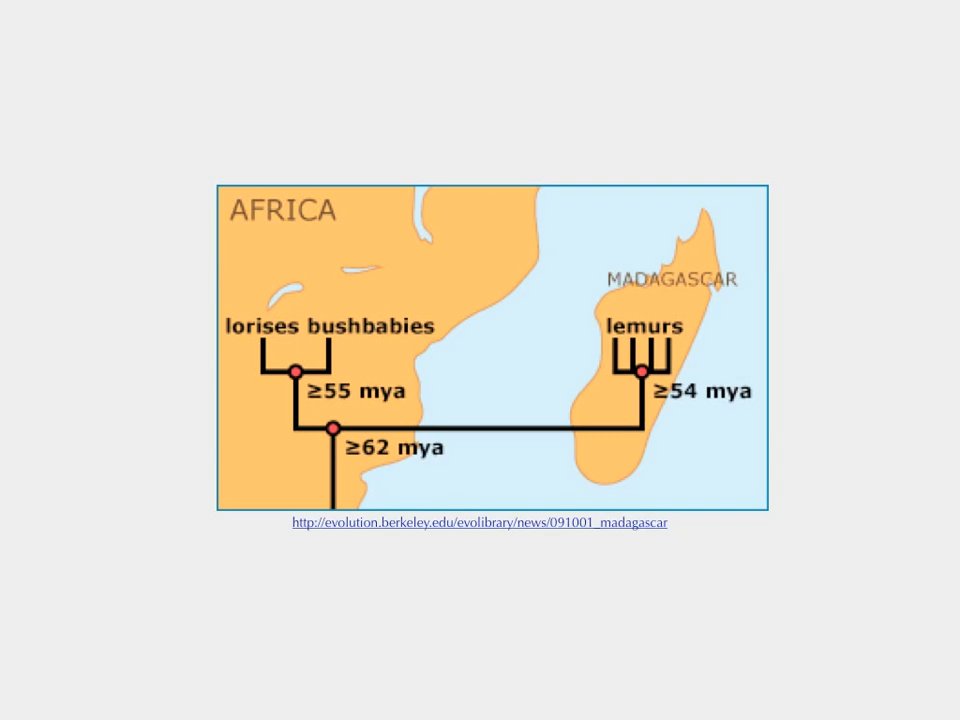 AFRICA
MADAGASCAR
lorises bushbabies
lemurs
≥55 mya
≥54 mya
≥62 mya
http://evolution.berkeley.edu/evolibrary/news/091001_madagascar